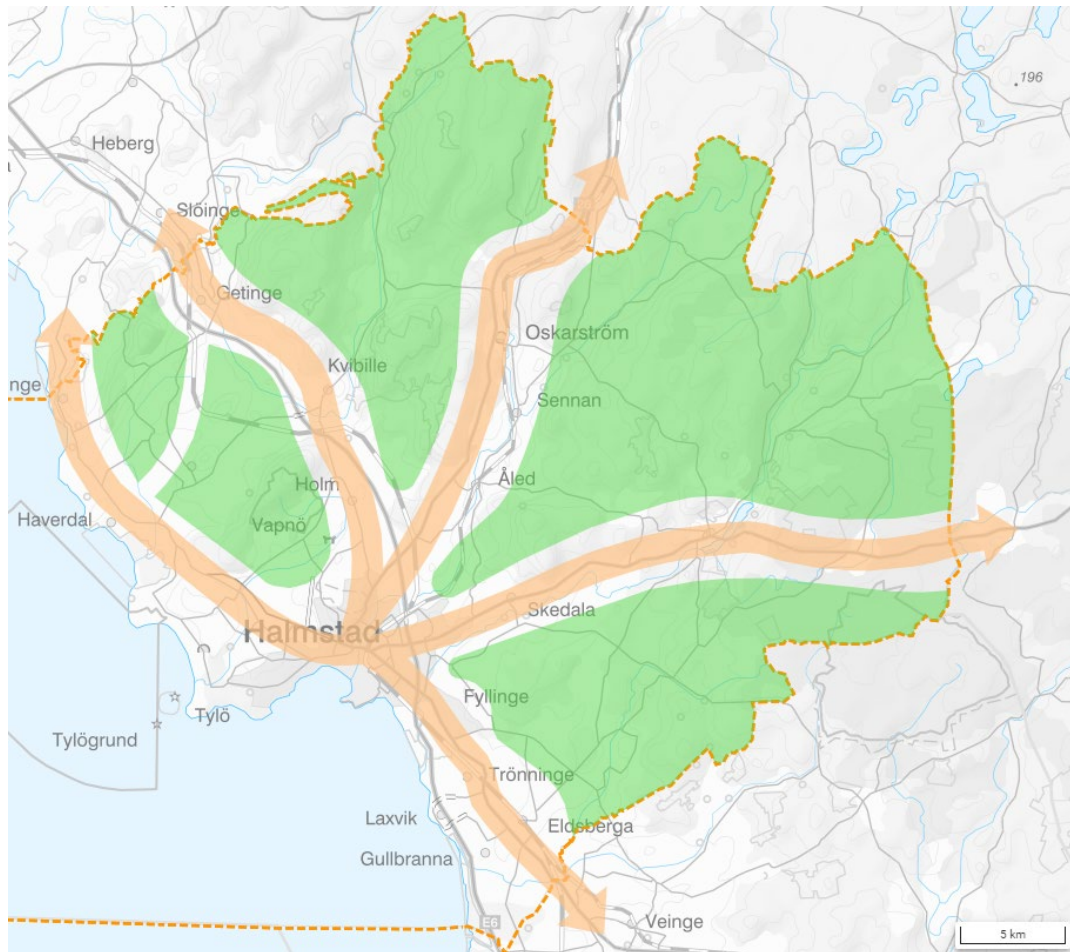 196
Heberg
Slöinge
Getinge
Oskarström
Kvibille
nge
Sennan
Åled
Holm
Haverdal
Vapnö
Skedala
Halmstad
Fyllinge
Tylö
Tylögrund
Trönninge
Laxvik
Eldsberga
Gullbranna
E6
Veinge
5 km